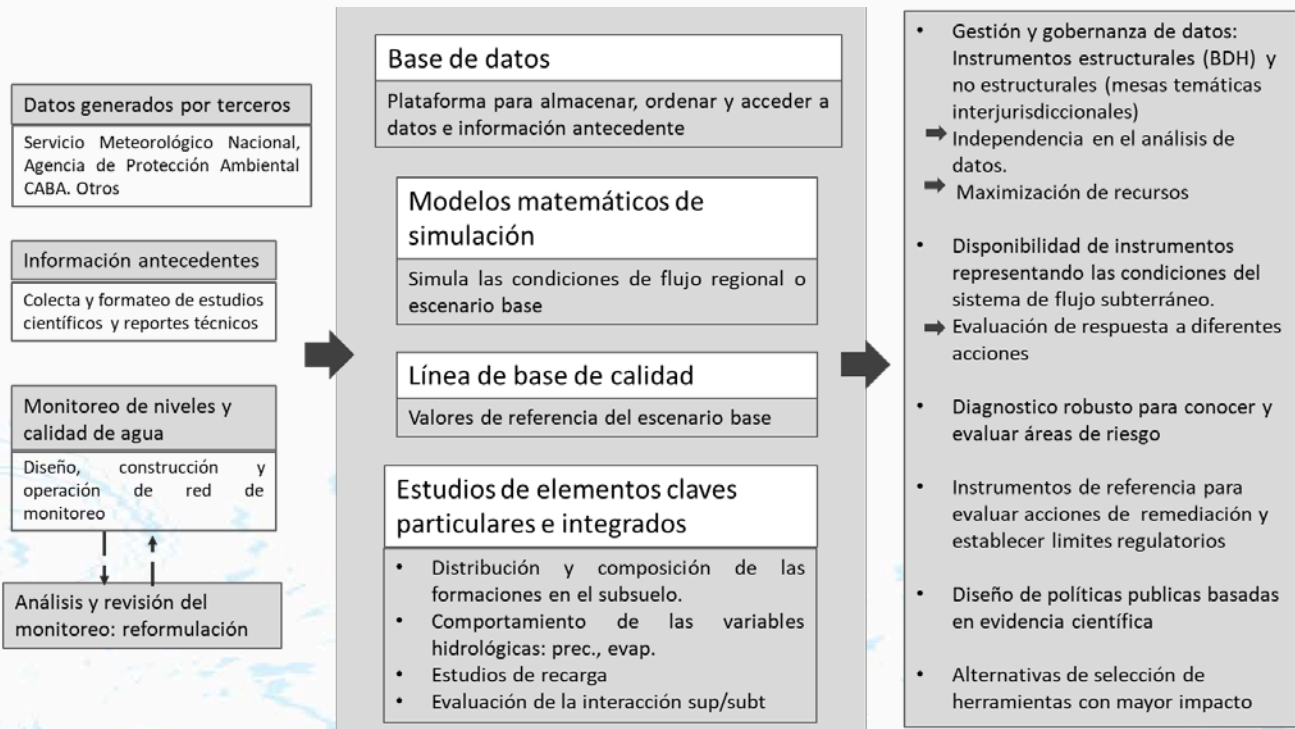 Datos generados por terceros
Servicio Meteorológico Nacional,
Agencia de Protección Ambiental
CABA. Otros
Información antecedentes
Colecta y formateo de estudios
científicos y reportes técnicos
Monitoreo de niveles y
calidad de agua
Diseño, construcción y
operación de red de
monitoreo
Análisis y revisión del
monitoreo: reformulación
Base de datos
Plataforma para almacenar, ordenar y acceder a
datos e información antecedente
Modelos matemáticos de
simulación
Simula las condiciones de flujo regional o
escenario base
Línea de base de calidad
Valores de referencia del escenario base
Estudios de elementos claves
particulares e integrados
• Distribución y composición de las
formaciones en el subsuelo.
• Comportamiento de las variables
hidrológicas: prec., evap.
• Estudios de recarga
• Evaluación de la interacción sup/subt
• Gestión y gobernanza de datos:
Instrumentos estructurales (BDH) y
no estructurales (mesas temáticas
interjurisdiccionales)
Independencia en el análisis de
datos.
Maximización de recursos
• Disponibilidad de instrumentos
representando las condiciones del
sistema de flujo subterráneo.
Evaluación de respuesta a diferentes
acciones
• Diagnostico robusto para conocer y
evaluar áreas de riesgo
• Instrumentos de referencia para
evaluar acciones de remediación y
establecer limites regulatorios
• Diseño de políticas publicas basadas
en evidencia científica
• Alternativas de selección de
herramientas con mayor impacto